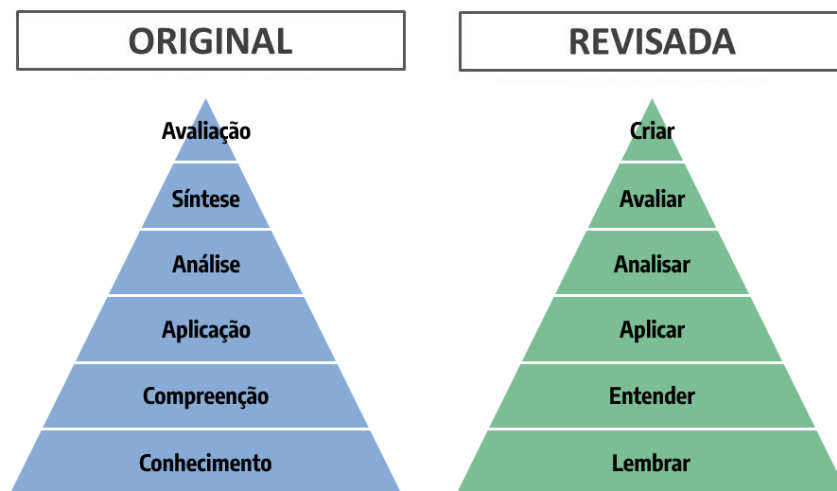 ORIGINAL
Avaliação
Síntese
Análise
Aplicação
Compreenção
Conhecimento
REVISADA
Criar
Avaliar
Analisar
Aplicar
Entender
Lembrar